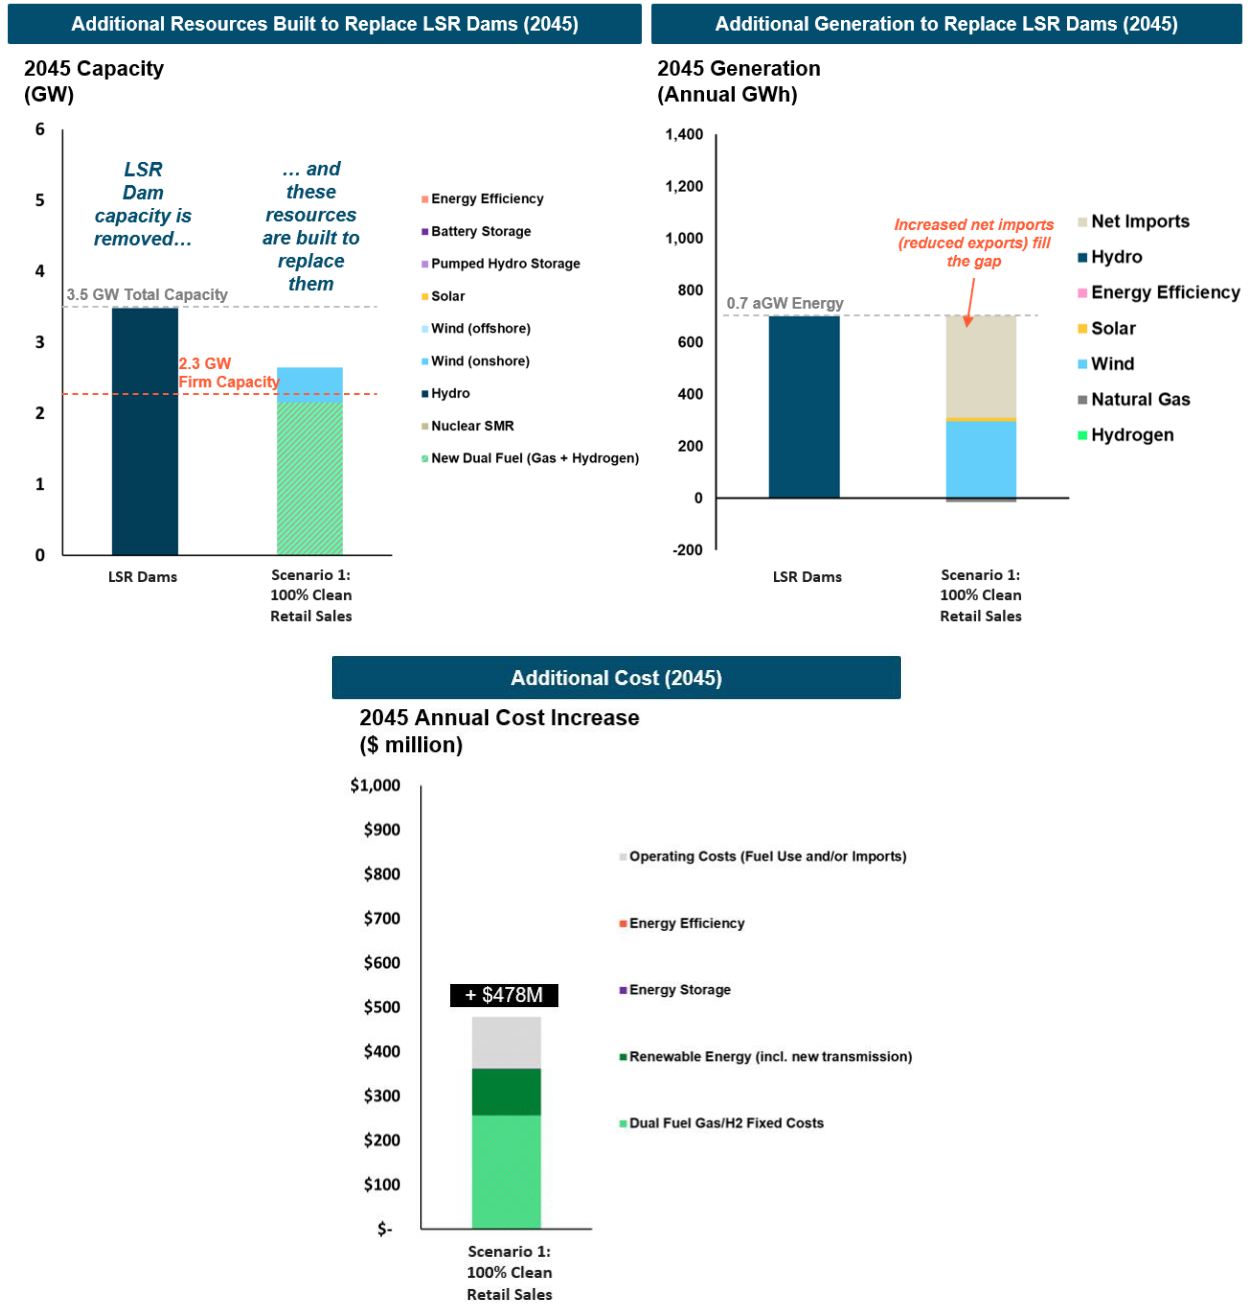 Additional Resources Built to Replace LSR Dams (2045)
2045 Capacity
(GW)
6
5
4
3
2
1
0
LSR
Dam
capacity is
removed…
… and
these
resources
are built to
replace
them
3.5 GW Total Capacity
2.3 GW
Firm Capacity
LSR Dams
Scenario 1:
100% Clean
Retail Sales
Energy Efficiency
Battery Storage
Pumped Hydro Storage
Solar
Wind (offshore)
Wind (onshore)
Hydro
Nuclear SMR
New Dual Fuel (Gas + Hydrogen)
Additional Generation to Replace LSR Dams (2045)
2045 Generation
(Annual GWh)
1,400
1,200
1,000
800
600
400
200
0
-200
0.7 aGW Energy
Increased net imports
(reduced exports) fill
the gap
LSR Dams
Scenario 1:
100% Clean
Retail Sales
Net Imports
Hydro
Energy Efficiency
Solar
Wind
Natural Gas
Hydrogen
Additional Cost (2045)
2045 Annual Cost Increase
($ million)
$1,000
$900
$800
$700
$600
$500
$400
$300
$200
$100
$-
+ $478M
Scenario 1:
100% Clean
Retail Sales
Operating Costs (Fuel Use and/or Imports)
Energy Efficiency
Energy Storage
Renewable Energy (incl. new transmission)
Dual Fuel Gas/H2 Fixed Costs